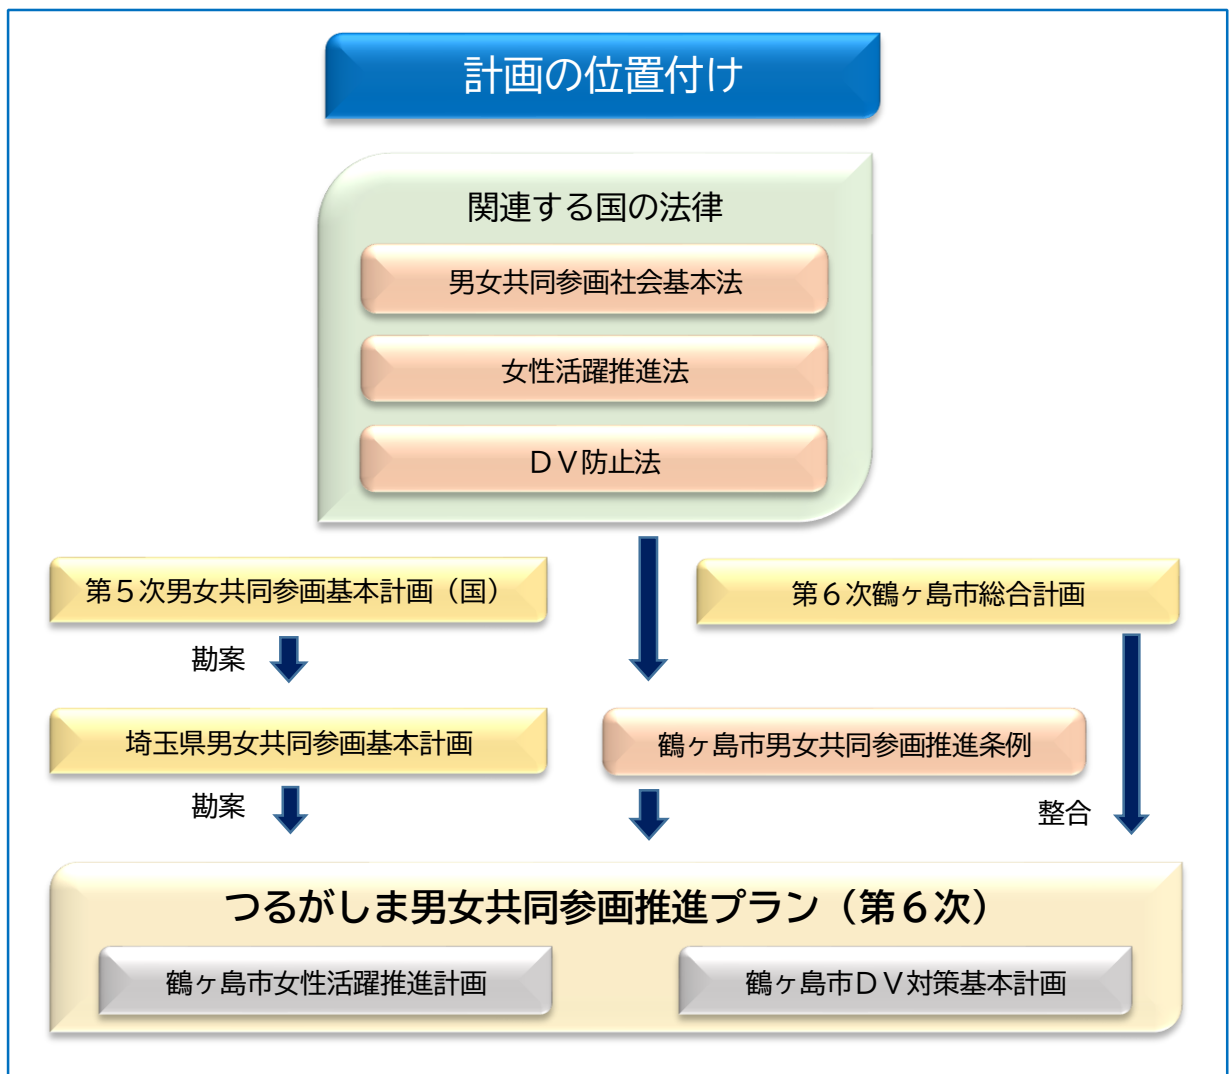 計画の位置付け
関連する国の法律
男女共同参画社会基本法
女性活躍推進法
ＤＶ防止法
第５次男女共同参画基本計画（国）
第６次鶴ヶ島市総合計画
勘案
埼玉県男女共同参画基本計画
鶴ヶ島市男女共同参画推進条例
勘案
整合
つるがしま男女共同参画推進プラン（第６次）
鶴ヶ島市女性活躍推進計画
鶴ヶ島市ＤＶ対策基本計画